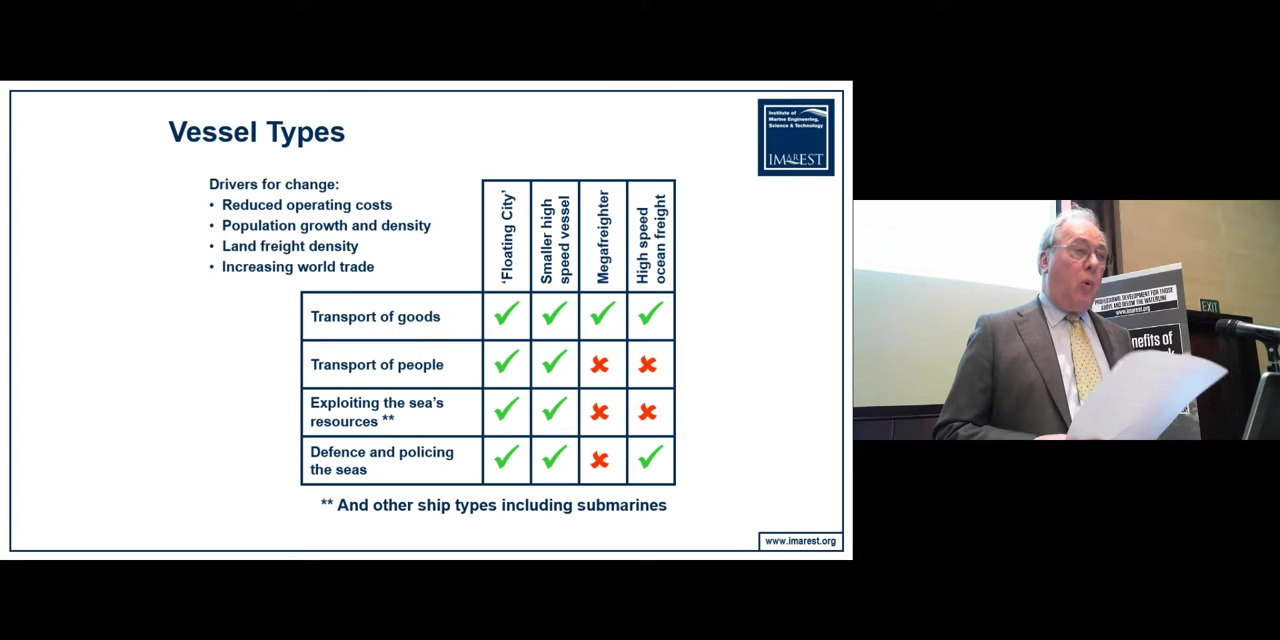 Vessel Types
Institute of
Marine Engineering,
Science & Technology
IMAREST
Drivers for change:
• Reduced operating costs
• Population growth and density
• Land freight density
• Increasing world trade
'Floating City'
Smaller high
speed vessel
Megafreighter
High speed
ocean freight
Transport of goods
✓ ✓ ✓ ✓
Transport of people
✓ ✓ ✗ ✗
Exploiting the sea's
resources **
✓ ✓ ✗ ✗
Defence and policing
the seas
✓ ✓ ✗ ✓
** And other ship types including submarines
www.imarest.org
PROFESSIONAL DEVELOPMENT FOR THOSE
ABOVE AND BELOW THE WATERLINE
www.imarest.org
nefits of
EXIT